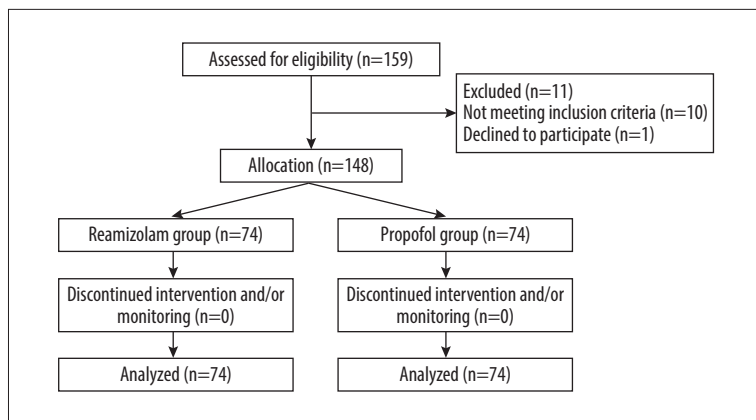 Assessed for eligibility (n=159)
Excluded (n=11)
Not meeting inclusion criteria (n=10)
Declined to participate (n=1)
Allocation (n=148)
Reamizolam group (n=74)
Propofol group (n=74)
Discontinued intervention and/or
monitoring (n=0)
Discontinued intervention and/or
monitoring (n=0)
Analyzed (n=74)
Analyzed (n=74)